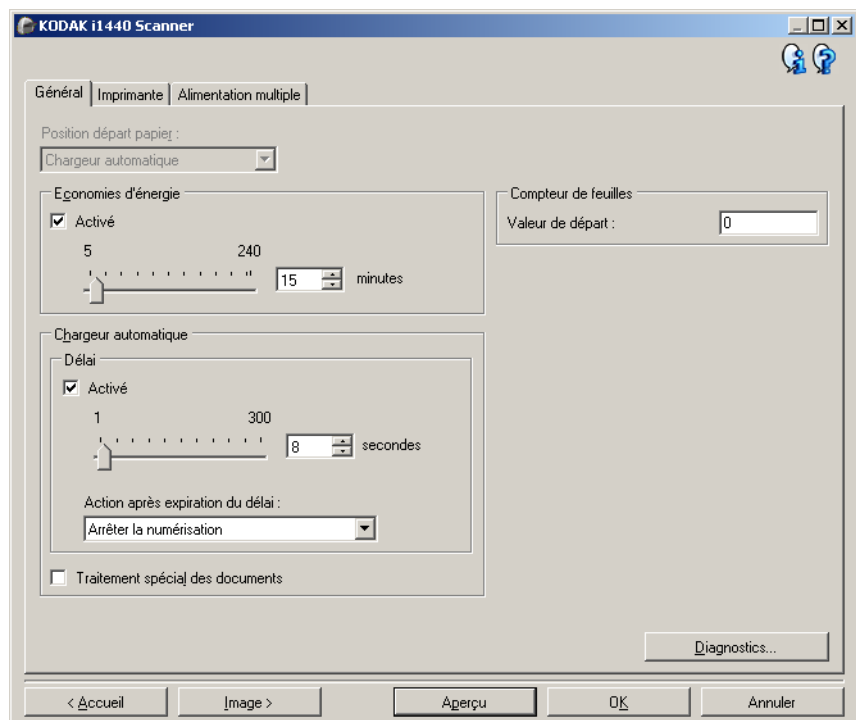 KODAK i1440 Scanner
Général
Imprimante
Alimentation multiple
Position départ papier :
Chargeur automatique
Economies d'énergie
Activé
5 240
15 minutes
Compteur de feuilles
Valeur de départ : 0
Chargeur automatique
Délai
Activé
1 300
8 secondes
Action après expiration du délai :
Arrêter la numérisation
Traitement spécial des documents
Diagnostics...
< Accueil
Image >
Aperçu
OK
Annuler